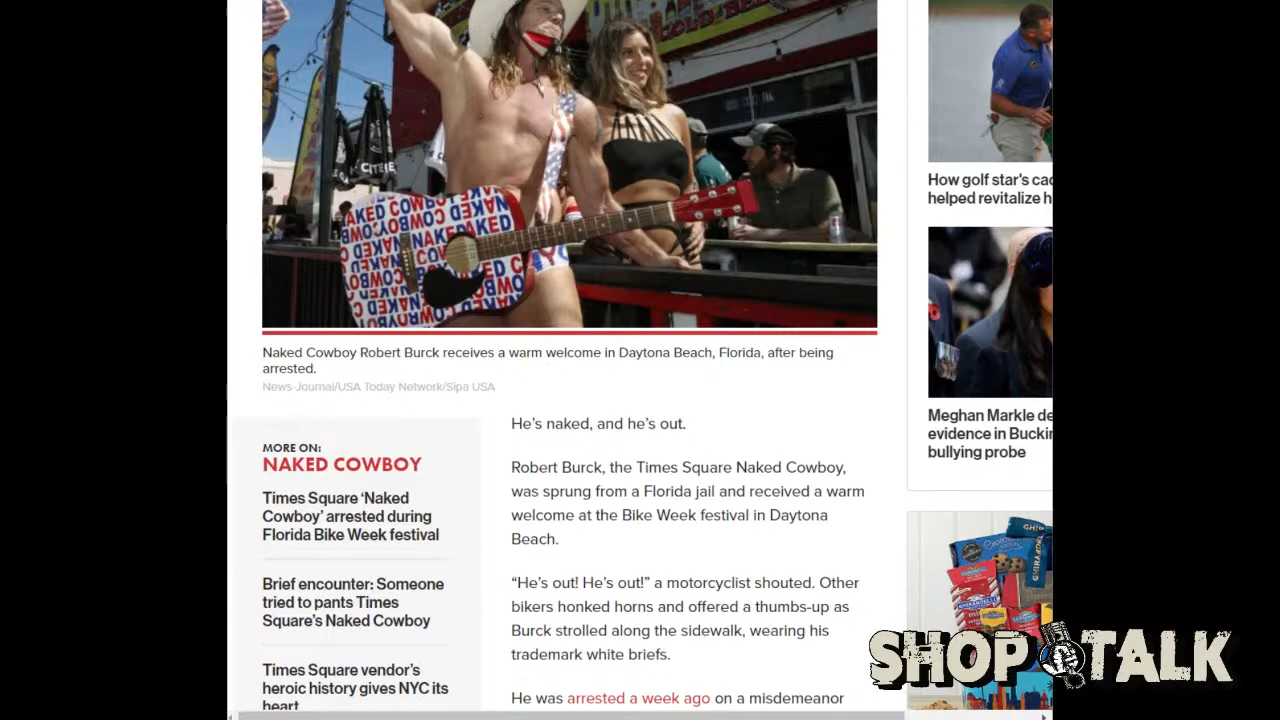 NAKED COWBOY
How golf star's cad
helped revitalize h
Naked Cowboy Robert Burck receives a warm welcome in Daytona Beach, Florida, after being
arrested.
News-Journal/USA Today Network/Sipa USA
MORE ON:
NAKED COWBOY
Times Square ‘Naked
Cowboy’ arrested during
Florida Bike Week festival
Brief encounter: Someone
tried to pants Times
Square’s Naked Cowboy
Times Square vendor’s
heroic history gives NYC its
heart
He’s naked, and he’s out.
Robert Burck, the Times Square Naked Cowboy,
was sprung from a Florida jail and received a warm
welcome at the Bike Week festival in Daytona
Beach.
“He’s out! He’s out!” a motorcyclist shouted. Other
bikers honked horns and offered a thumbs-up as
Burck strolled along the sidewalk, wearing his
trademark white briefs.
He was arrested a week ago on a misdemeanor
Meghan Markle de
evidence in Buckin
bullying probe
GHIRARDELLI
SHOP TALK